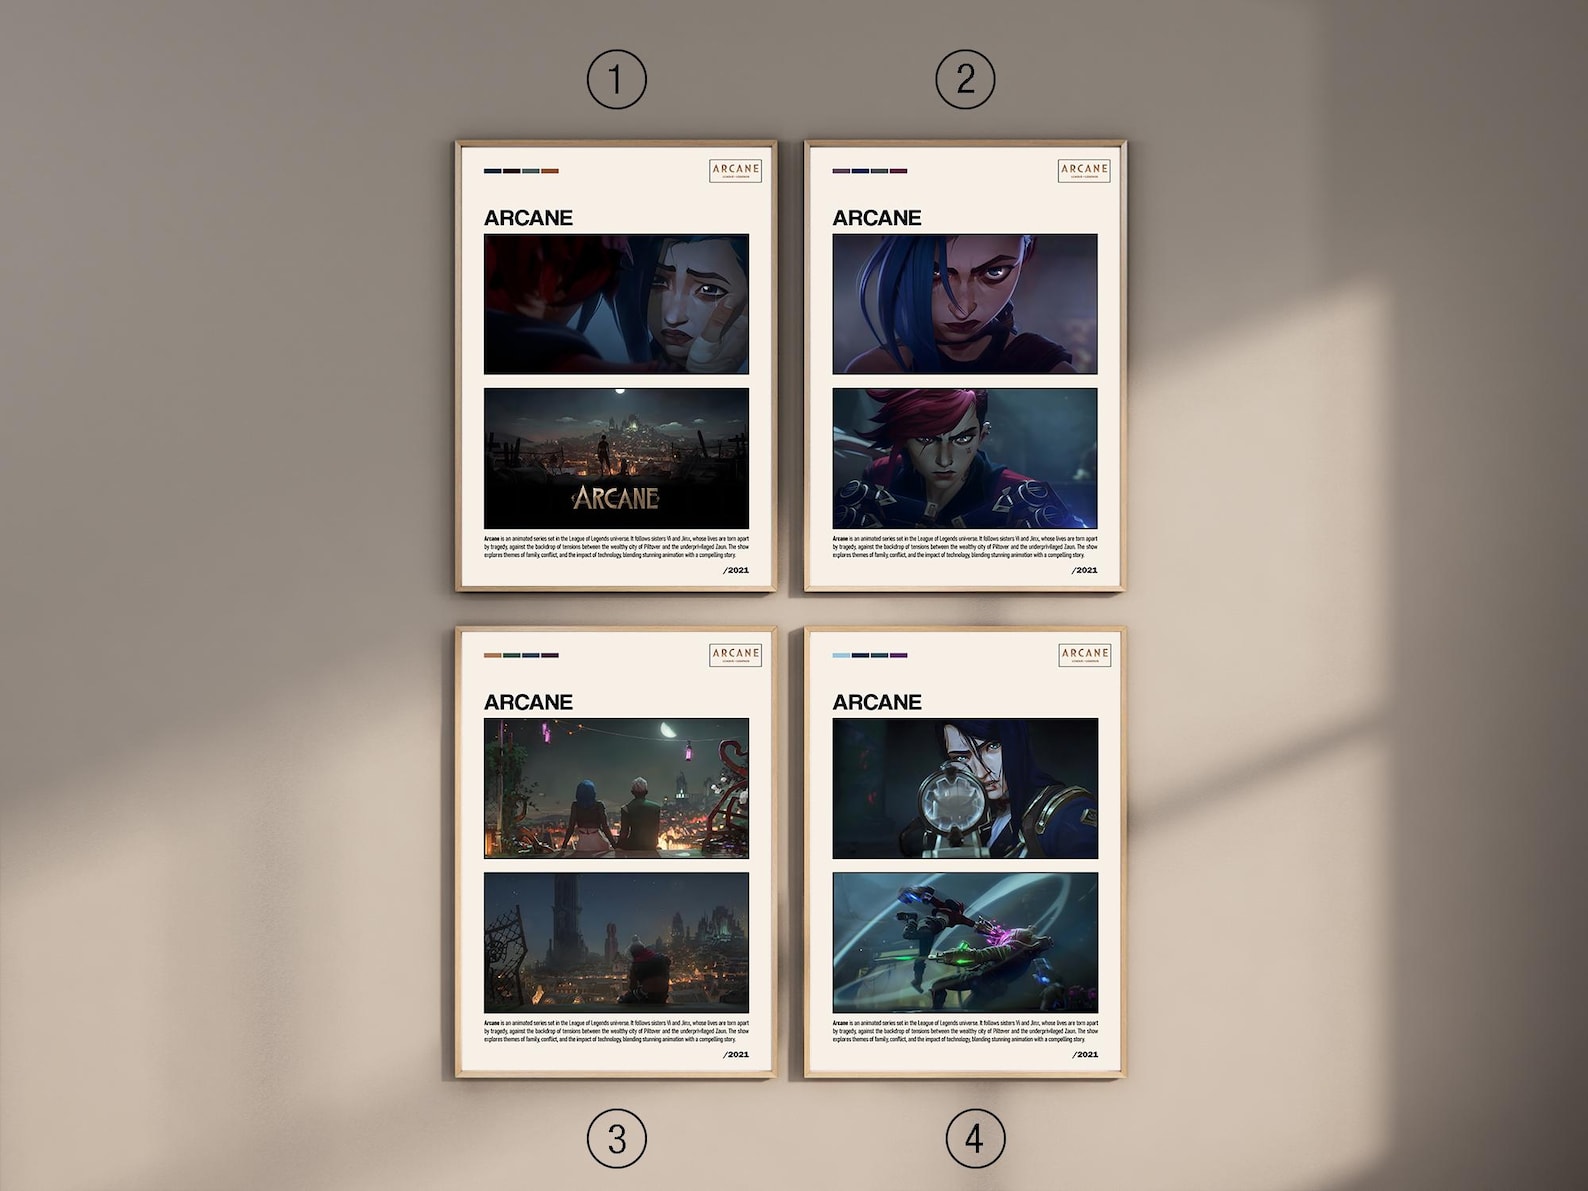 1
2
ARCANE
LEAGUE OF LEGENDS
ARCANE
ARCANE
Arcane is an animated series set in the League of Legends universe. It follows sisters Vi and Jinx, whose lives are torn apart
by tragedy, against the backdrop of tensions between the wealthy city of Piltover and the underprivileged Zaun. The show
explores themes of family, conflict, and the impact of technology, blending stunning animation with a compelling story.
/2021
ARCANE
LEAGUE OF LEGENDS
ARCANE
Arcane is an animated series set in the League of Legends universe. It follows sisters Vi and Jinx, whose lives are torn apart
by tragedy, against the backdrop of tensions between the wealthy city of Piltover and the underprivileged Zaun. The show
explores themes of family, conflict, and the impact of technology, blending stunning animation with a compelling story.
/2021
ARCANE
LEAGUE OF LEGENDS
ARCANE
Arcane is an animated series set in the League of Legends universe. It follows sisters Vi and Jinx, whose lives are torn apart
by tragedy, against the backdrop of tensions between the wealthy city of Piltover and the underprivileged Zaun. The show
explores themes of family, conflict, and the impact of technology, blending stunning animation with a compelling story.
/2021
ARCANE
LEAGUE OF LEGENDS
ARCANE
Arcane is an animated series set in the League of Legends universe. It follows sisters Vi and Jinx, whose lives are torn apart
by tragedy, against the backdrop of tensions between the wealthy city of Piltover and the underprivileged Zaun. The show
explores themes of family, conflict, and the impact of technology, blending stunning animation with a compelling story.
/2021
3
4